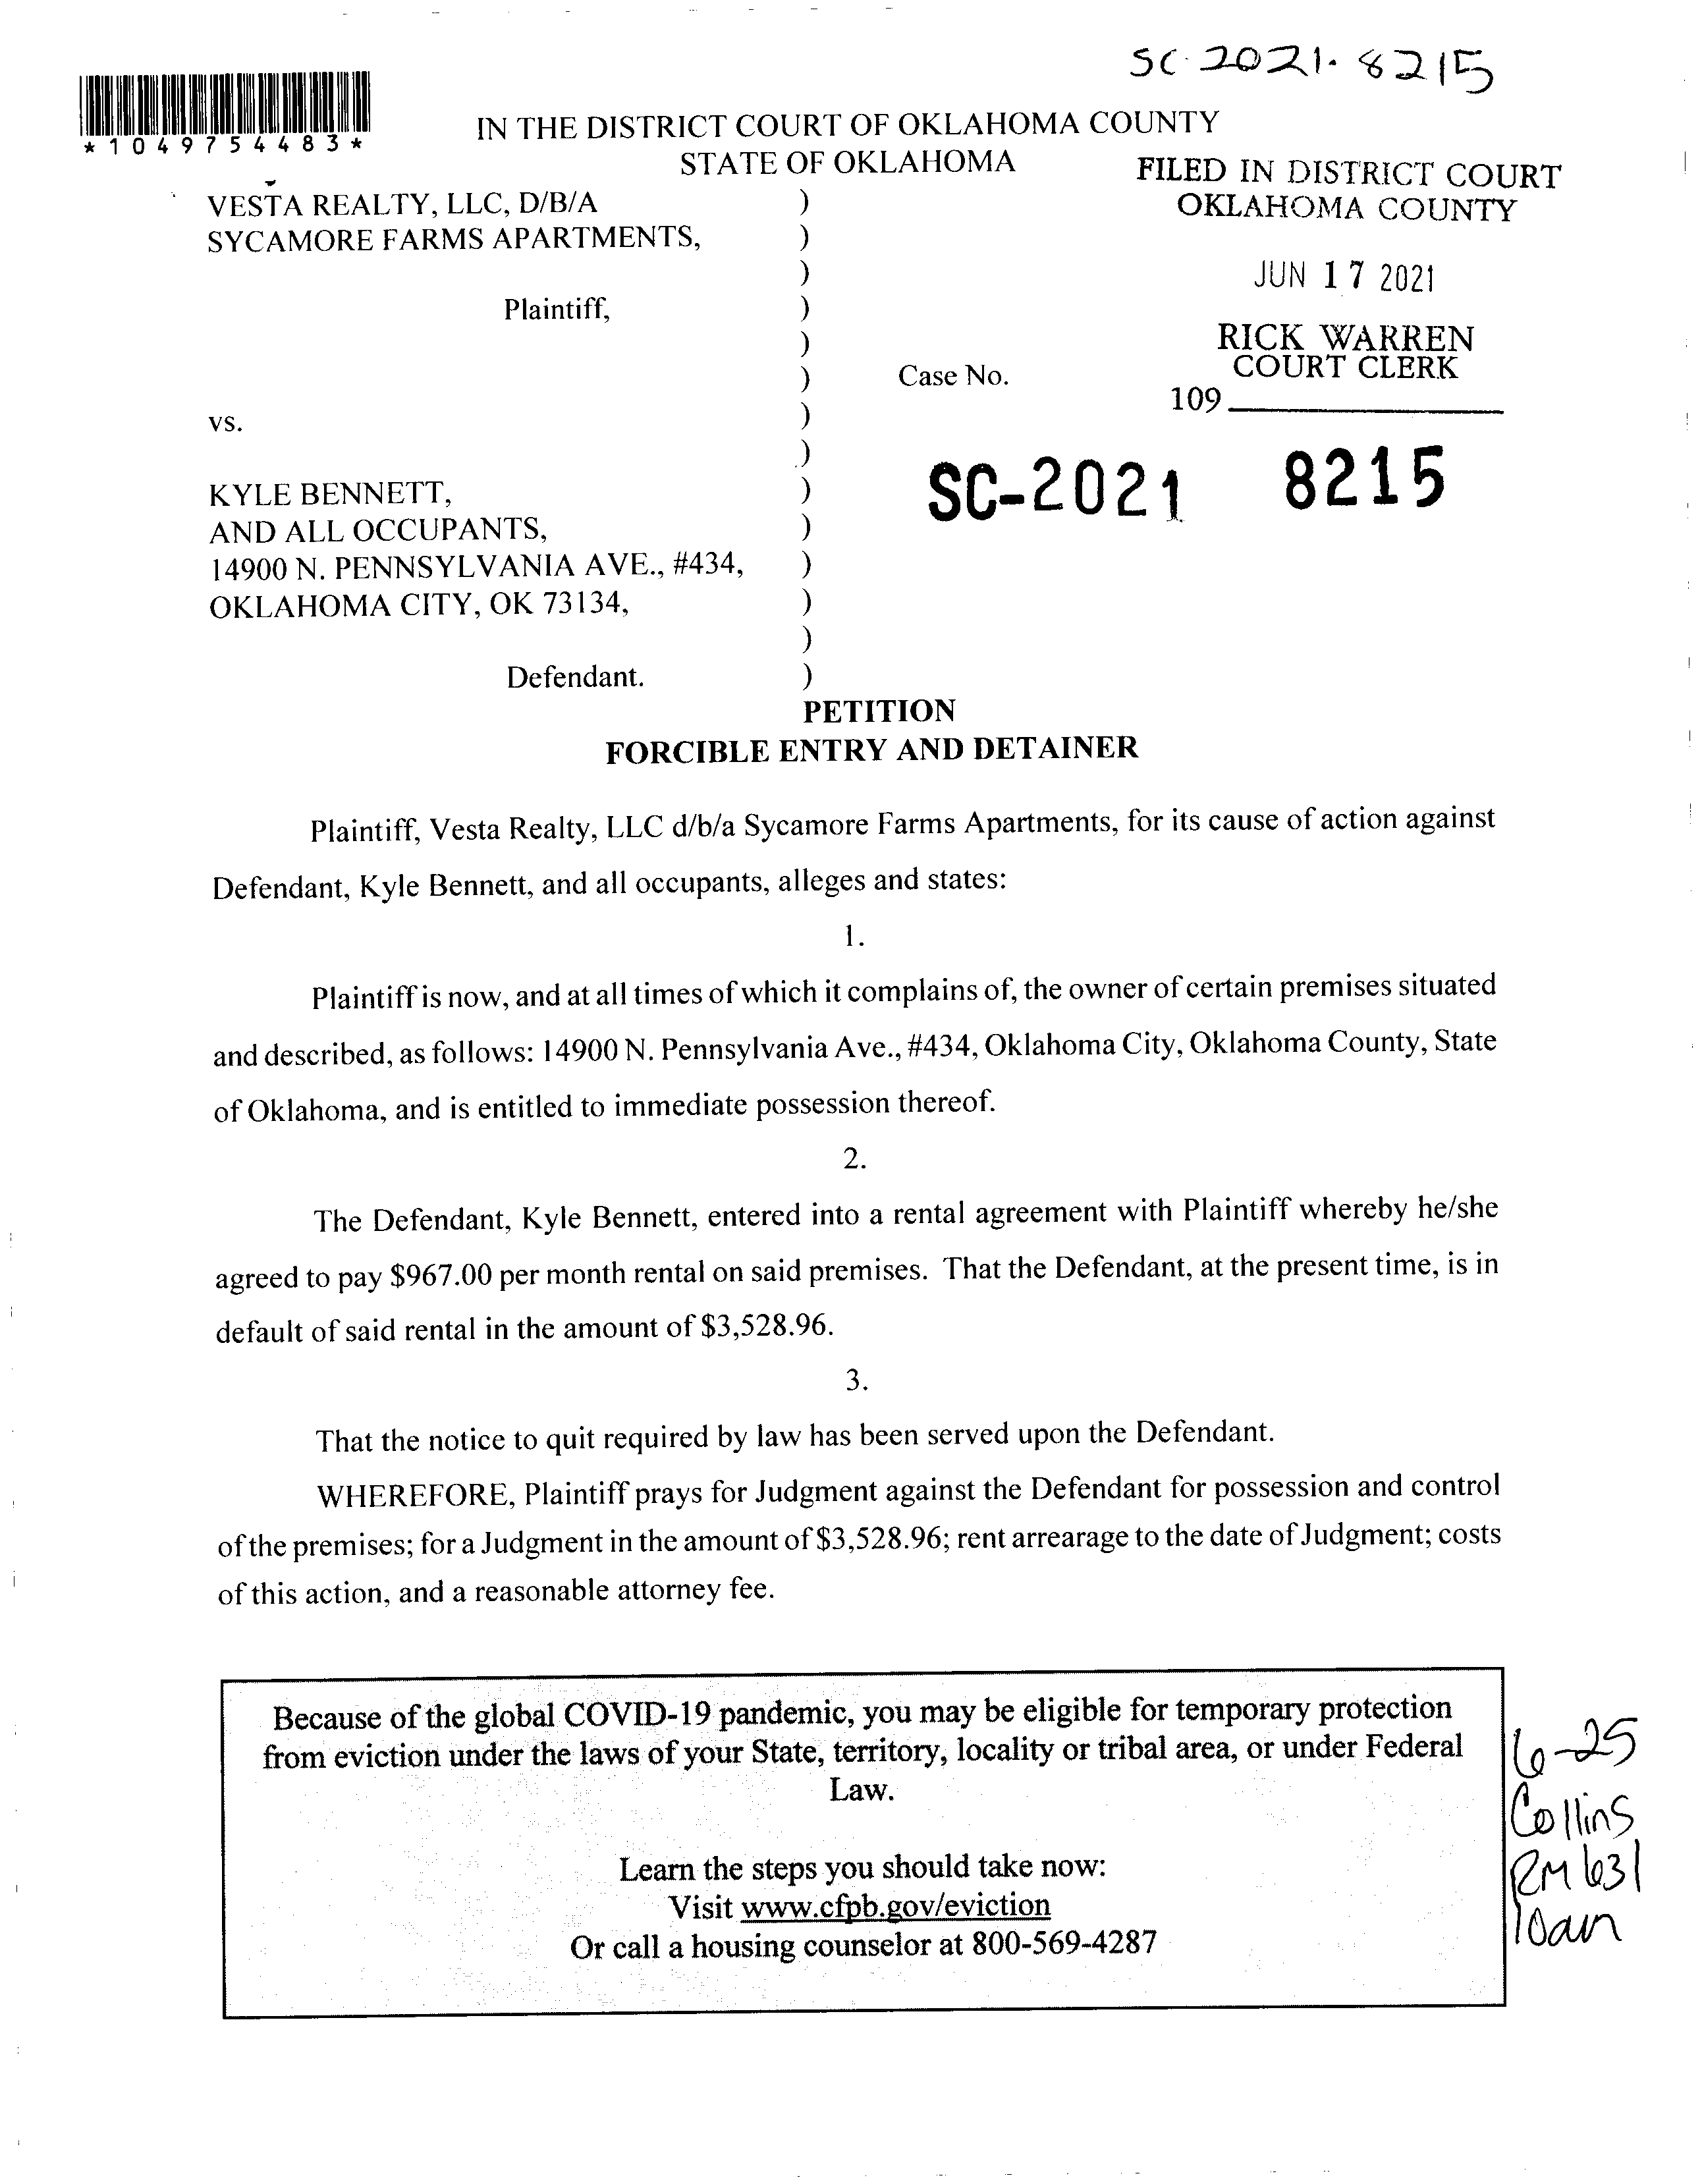 SC-2021-8215
*1049754483*
IN THE DISTRICT COURT OF OKLAHOMA COUNTY
STATE OF OKLAHOMA
FILED IN DISTRICT COURT
OKLAHOMA COUNTY
JUN 17 2021
RICK WARREN
COURT CLERK
109
VESTA REALTY, LLC, D/B/A )
SYCAMORE FARMS APARTMENTS, )
)
Plaintiff, )
)
) Case No.
vs. )
)
KYLE BENNETT, ) SC-2021 8215
AND ALL OCCUPANTS, )
14900 N. PENNSYLVANIA AVE., #434, )
OKLAHOMA CITY, OK 73134, )
)
Defendant. )
PETITION
FORCIBLE ENTRY AND DETAINER
Plaintiff, Vesta Realty, LLC d/b/a Sycamore Farms Apartments, for its cause of action against
Defendant, Kyle Bennett, and all occupants, alleges and states:
1.
Plaintiff is now, and at all times of which it complains of, the owner of certain premises situated
and described, as follows: 14900 N. Pennsylvania Ave., #434, Oklahoma City, Oklahoma County, State
of Oklahoma, and is entitled to immediate possession thereof.
2.
The Defendant, Kyle Bennett, entered into a rental agreement with Plaintiff whereby he/she
agreed to pay $967.00 per month rental on said premises. That the Defendant, at the present time, is in
default of said rental in the amount of $3,528.96.
3.
That the notice to quit required by law has been served upon the Defendant.
WHEREFORE, Plaintiff prays for Judgment against the Defendant for possession and control
of the premises; for a Judgment in the amount of $3,528.96; rent arrearage to the date of Judgment; costs
of this action, and a reasonable attorney fee.
Because of the global COVID-19 pandemic, you may be eligible for temporary protection
from eviction under the laws of your State, territory, locality or tribal area, or under Federal
Law.
Learn the steps you should take now:
Visit www.cfpb.gov/eviction
Or call a housing counselor at 800-569-4287
6-25
Collins
RM 631
10am